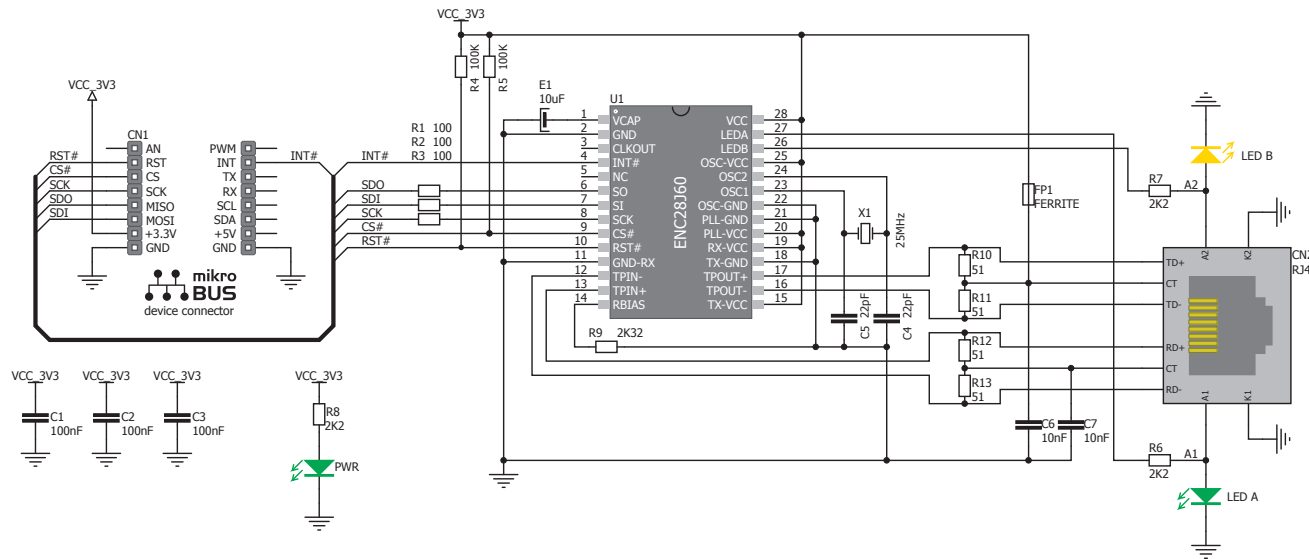 VCC_3V3
R4 100K
R5 100K
VCC_3V3
CN1
AN
RST
CS
SCK
MISO
MOSI
+3.3V
GND
PWM
INT
TX
RX
SCL
SDA
+5V
GND
RST#
CS#
SCK
SDO
SDI
INT#
mikro
BUS
device connector
INT#
SDO
SDI
SCK
CS#
RST#
R1 100
R2 100
R3 100
E1
10uF
U1
ENC28J60
1 VCAP
2 GND
3 CLKOUT
4 INT#
5 NC
6 SO
7 SI
8 SCK
9 CS#
10 RST#
11 GND-RX
12 TPIN-
13 TPIN+
14 RBIAS
VCC 28
LEDA 27
LEDB 26
OSC-VCC 25
OSC2 24
OSC1 23
OSC-GND 22
PLL-GND 21
PLL-VCC 20
RX-VCC 19
TX-GND 18
TPOUT+ 17
TPOUT- 16
TX-VCC 15
R9 2K32
X1
25MHz
C5 22pF
C4 22pF
FP1
FERRITE
R10
51
R11
51
R12
51
R13
51
C6
10nF
C7
10nF
LED B
R7
2K2
A2
CN2
RJ4
A2
K2
TD+
CT
TD-
RD+
CT
RD-
A1
K1
R6
2K2
A1
LED A
VCC_3V3
C1
100nF
VCC_3V3
C2
100nF
VCC_3V3
C3
100nF
VCC_3V3
R8
2K2
PWR